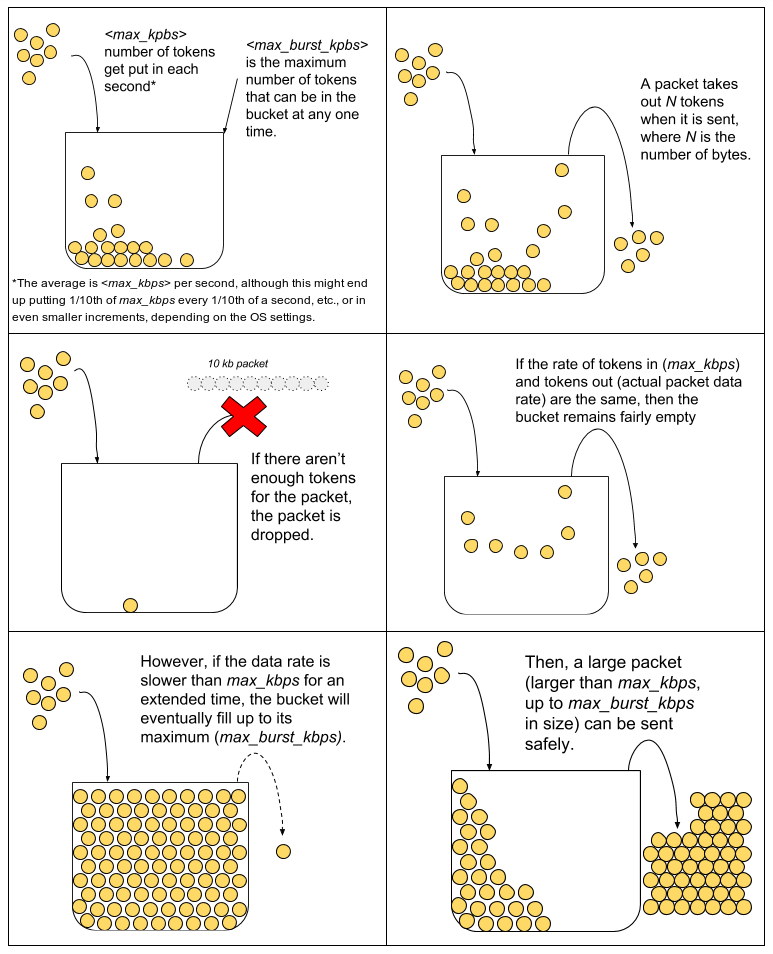 <max_kpbs>
number of tokens
get put in each
second*
<max_burst_kpbs>
is the maximum
number of tokens
that can be in the
bucket at any one
time.
*The average is <max_kbps> per second, although this might end
up putting 1/10th of max_kbps every 1/10th of a second, etc., or in
even smaller increments, depending on the OS settings.
A packet takes
out N tokens
when it is sent,
where N is the
number of bytes.
10 kb packet
If there aren’t
enough tokens
for the packet,
the packet is
dropped.
If the rate of tokens in (max_kbps)
and tokens out (actual packet data
rate) are the same, then the
bucket remains fairly empty
However, if the data rate is
slower than max_kbps for an
extended time, the bucket will
eventually fill up to its
maximum (max_burst_kbps).
Then, a large packet
(larger than max_kbps,
up to max_burst_kbps
in size) can be sent
safely.